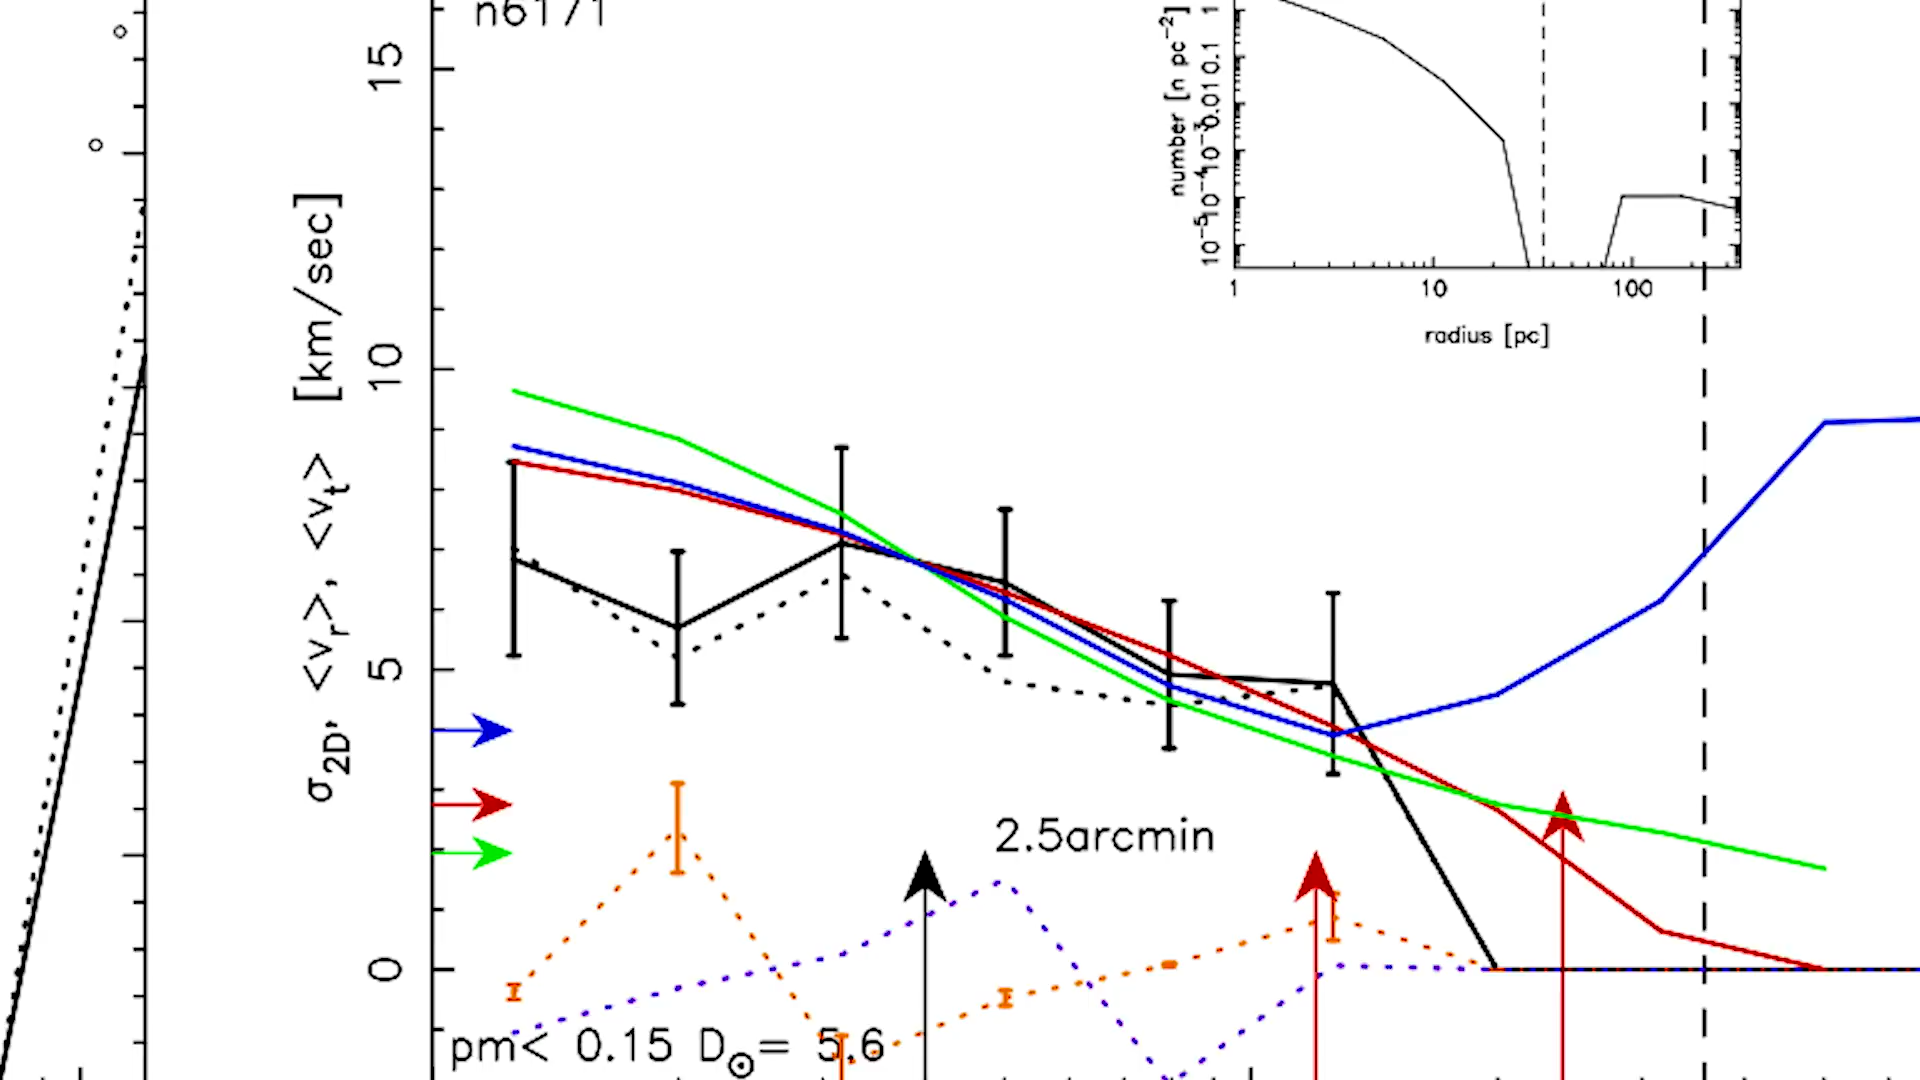 n6171
15
10
5
0
σ2D, <vr>, <vt> [km/sec]
number [n pc-2]
1
0.1
0.01
10-3
10-4
10-5
1 10 100
radius [pc]
2.5arcmin
pm< 0.15 D⊙= 5.6